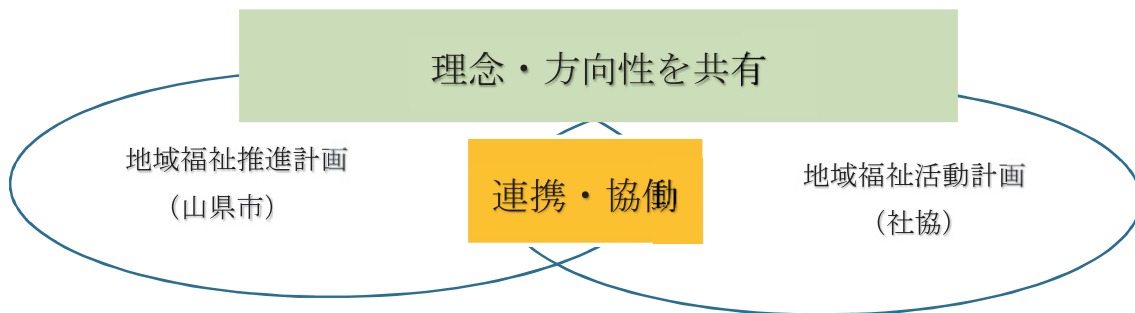 理念・方向性を共有
地域福祉推進計画
（山県市）
連携・協働
地域福祉活動計画
（社協）